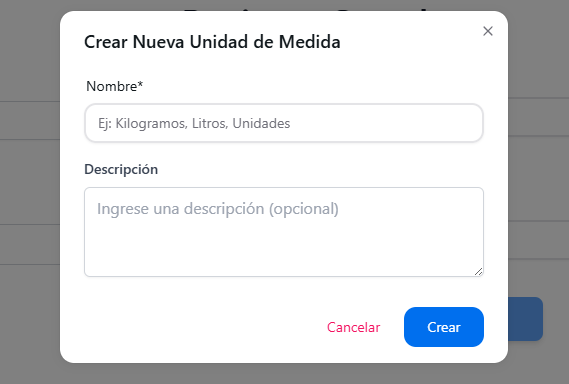 Crear Nueva Unidad de Medida
Nombre*
Ej: Kilogramos, Litros, Unidades
Descripción
Ingrese una descripción (opcional)
Cancelar
Crear